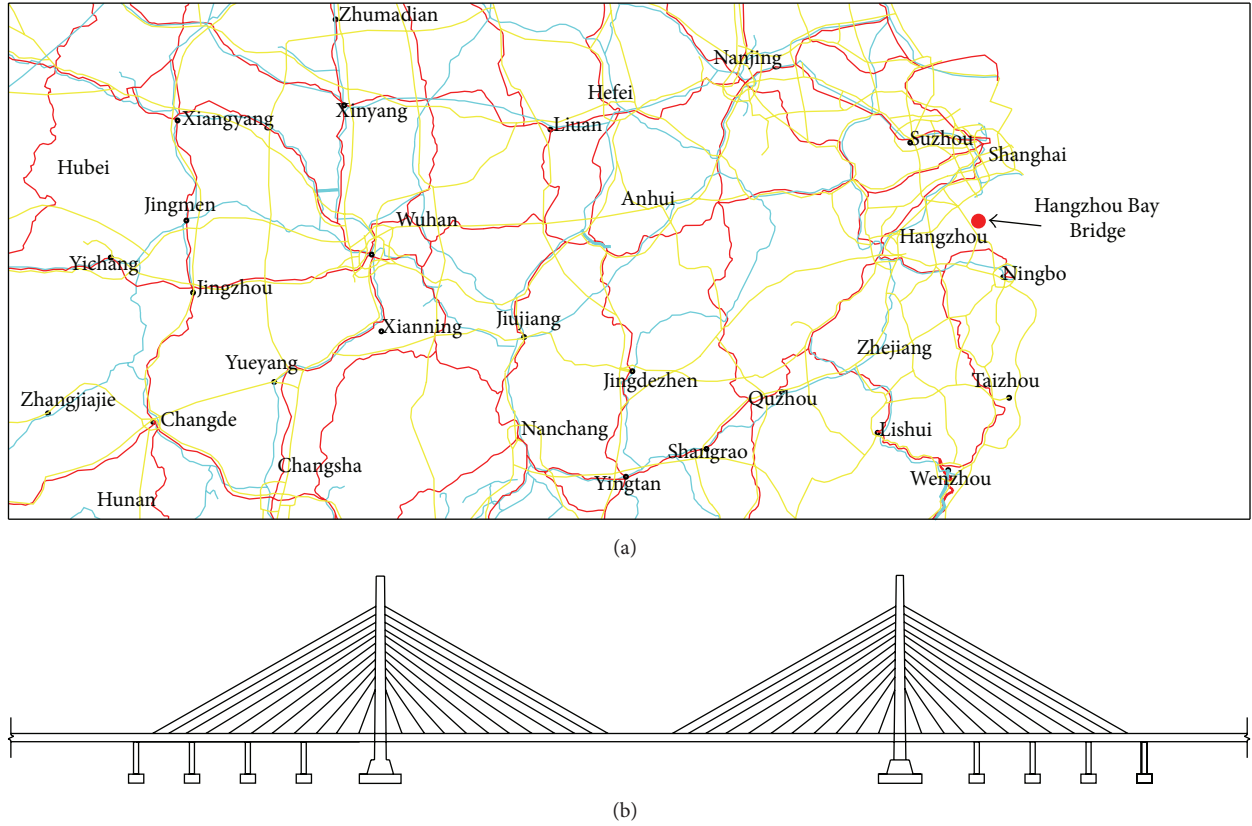 Zhumadian
Nanjing
Hefei
Xiangyang
Xinyang
Liuan
Suzhou
Shanghai
Hubei
Jingmen
Wuhan
Anhui
Hangzhou Bay
Bridge
Hangzhou
Yichang
Ningbo
Jingzhou
Xianning
Jiujiang
Yueyang
Zhejiang
Zhangjiajie
Jingdezhen
Taizhou
Changde
Quzhou
Nanchang
Lishui
Changsha
Shangrao
Hunan
Yingtan
Wenzhou
(a)
(b)